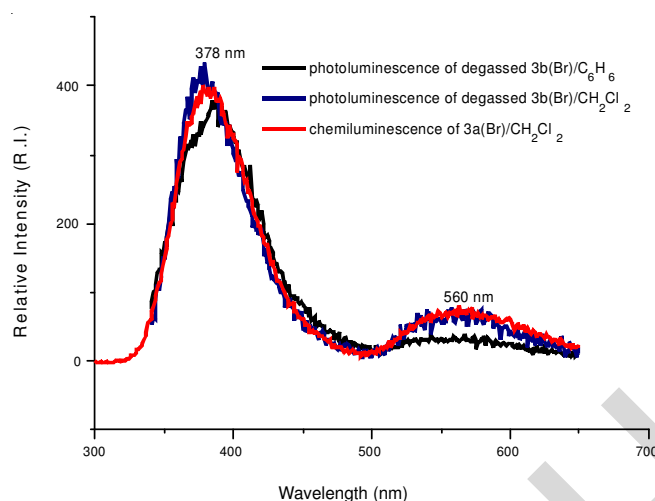 378 nm
photoluminescence of degassed 3b(Br)/C6H6
photoluminescence of degassed 3b(Br)/CH2Cl2
chemiluminescence of 3a(Br)/CH2Cl2
400
200
0
560 nm
Relative Intensity (R.I.)
300
400
500
600
700
Wavelength (nm)